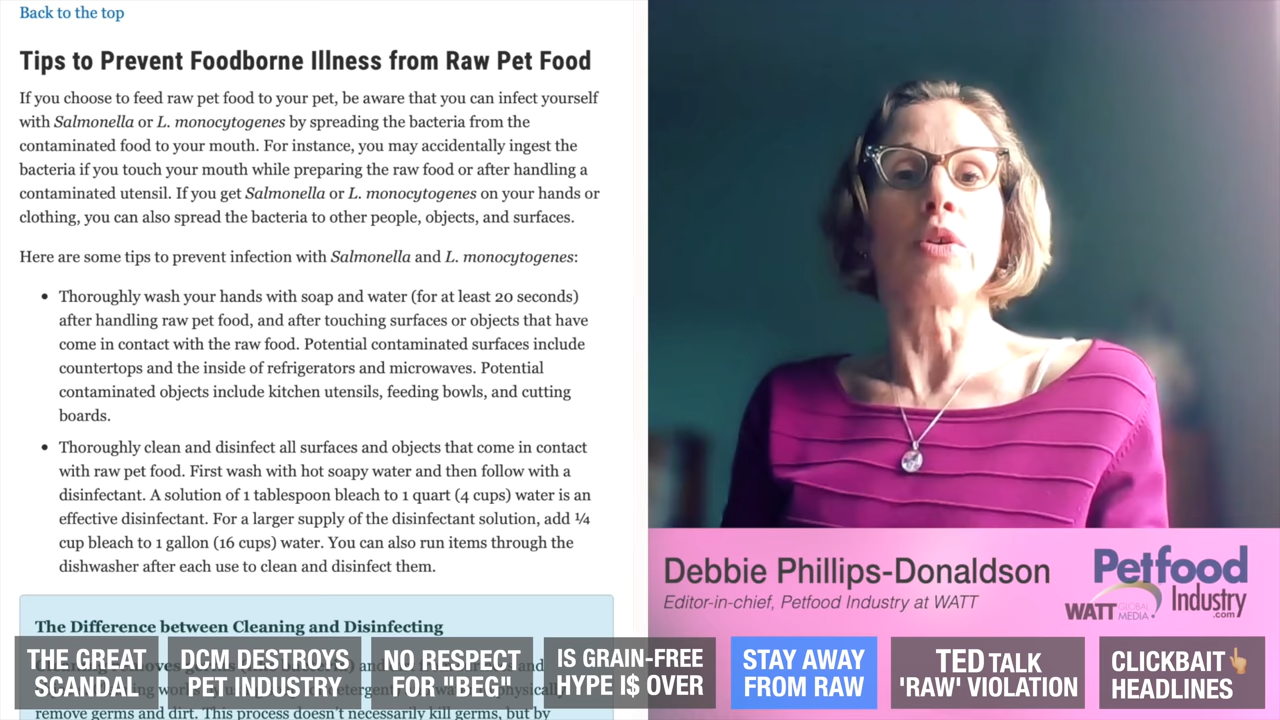 Back to the top
Tips to Prevent Foodborne Illness from Raw Pet Food
If you choose to feed raw pet food to your pet, be aware that you can infect yourself
with Salmonella or L. monocytogenes by spreading the bacteria from the
contaminated food to your mouth. For instance, you may accidentally ingest the
bacteria if you touch your mouth while preparing the raw food or after handling a
contaminated utensil. If you get Salmonella or L. monocytogenes on your hands or
clothing, you can also spread the bacteria to other people, objects, and surfaces.
Here are some tips to prevent infection with Salmonella and L. monocytogenes:
• Thoroughly wash your hands with soap and water (for at least 20 seconds)
after handling raw pet food, and after touching surfaces or objects that have
come in contact with the raw food. Potential contaminated surfaces include
countertops and the inside of refrigerators and microwaves. Potential
contaminated objects include kitchen utensils, feeding bowls, and cutting
boards.
• Thoroughly clean and disinfect all surfaces and objects that come in contact
with raw pet food. First wash with hot soapy water and then follow with a
disinfectant. A solution of 1 tablespoon bleach to 1 quart (4 cups) water is an
effective disinfectant. For a larger supply of the disinfectant solution, add ¼
cup bleach to 1 gallon (16 cups) water. You can also run items through the
dishwasher after each use to clean and disinfect them.
The Difference between Cleaning and Disinfecting
remove germs and dirt. This process doesn't necessarily kill germs, but by
Debbie Phillips-Donaldson
Editor-in-chief, Petfood Industry at WATT
Petfood
Industry
.com
WATT GLOBAL
MEDIA
THE GREAT
SCANDAL
DCM DESTROYS
PET INDUSTRY
NO RESPECT
FOR "BEG"
IS GRAIN-FREE
HYPE I$ OVER
STAY AWAY
FROM RAW
TED TALK
'RAW' VIOLATION
CLICKBAIT
HEADLINES